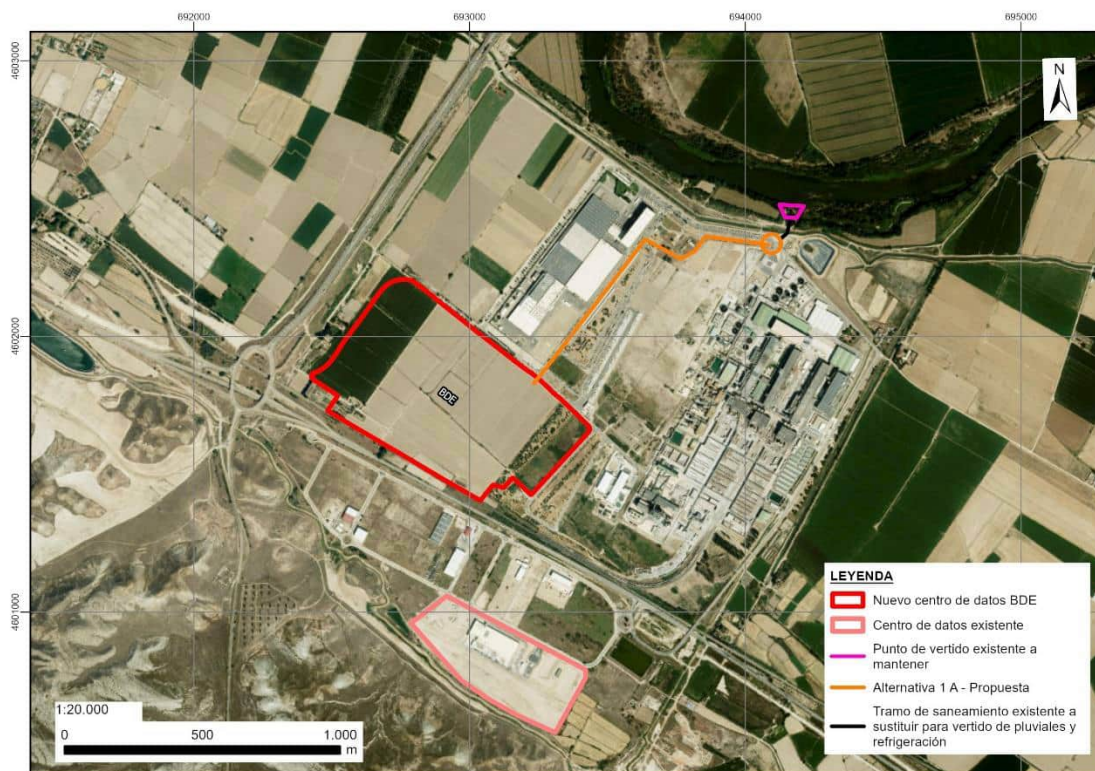 692000
693000
694000
695000
4603000
N
4602000
BDE
4601000
LEYENDA
Nuevo centro de datos BDE
Centro de datos existente
Punto de vertido existente a
mantener
Alternativa 1 A - Propuesta
Tramo de saneamiento existente a
sustituir para vertido de pluviales y
refrigeración
1:20.000
0 500 1.000
m